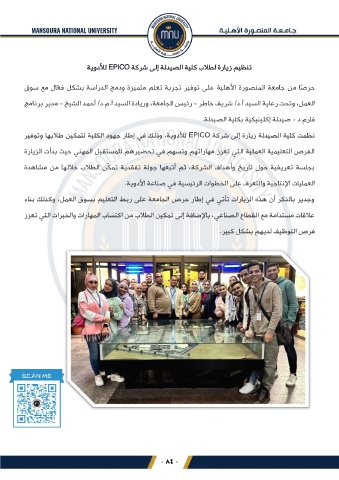 MANSOURA NATIONAL UNIVERSITY
جـامـعـة المنصـورة الأهـليـة
MNU
تنظيم زيارة لطلاب كلية الصيدلة إلى شركة EPICO للأدوية
حرصًا من جامعة المنصورة الأهلية على توفير تجربة تعلم متميزة ودمج الدراسة بشكل فعّال مع سوق
العمل، وتحت رعاية السيد أ.د/ شريف خاطر - رئيس الجامعة، وريادة السيد أ.م.د/ أحمد الشيخ - مدير برنامج
فارم د - صيدلة إكلينيكية بكلية الصيدلة.
نظمت كلية الصيدلة زيارة إلى شركة EPICO للأدوية، وذلك في إطار جهود الكلية لتمكين طلابها وتوفير
الفرص التعليمية العملية التي تعزز مهاراتهم وتسهم في تحضيرهم للمستقبل المهني حيث بدأت الزيارة
بجلسة تعريفية حول تاريخ وأهداف الشركة، ثم أتبعها جولة تفقدية تمكّن الطلاب خلالها من مشاهدة
العمليات الإنتاجية والتعرف على الخطوات الرئيسية في صناعة الأدوية.
وجدير بالذكر أن هذه الزيارات تأتي في إطار حرص الجامعة على ربط التعليم بسوق العمل، وكذلك بناء
علاقات مستدامة مع القطاع الصناعي، بالإضافة إلى تمكين الطلاب من اكتساب المهارات والخبرات التي تعزز
فرص التوظيف لديهم بشكل كبير.
SCAN ME
- ٨٤ -